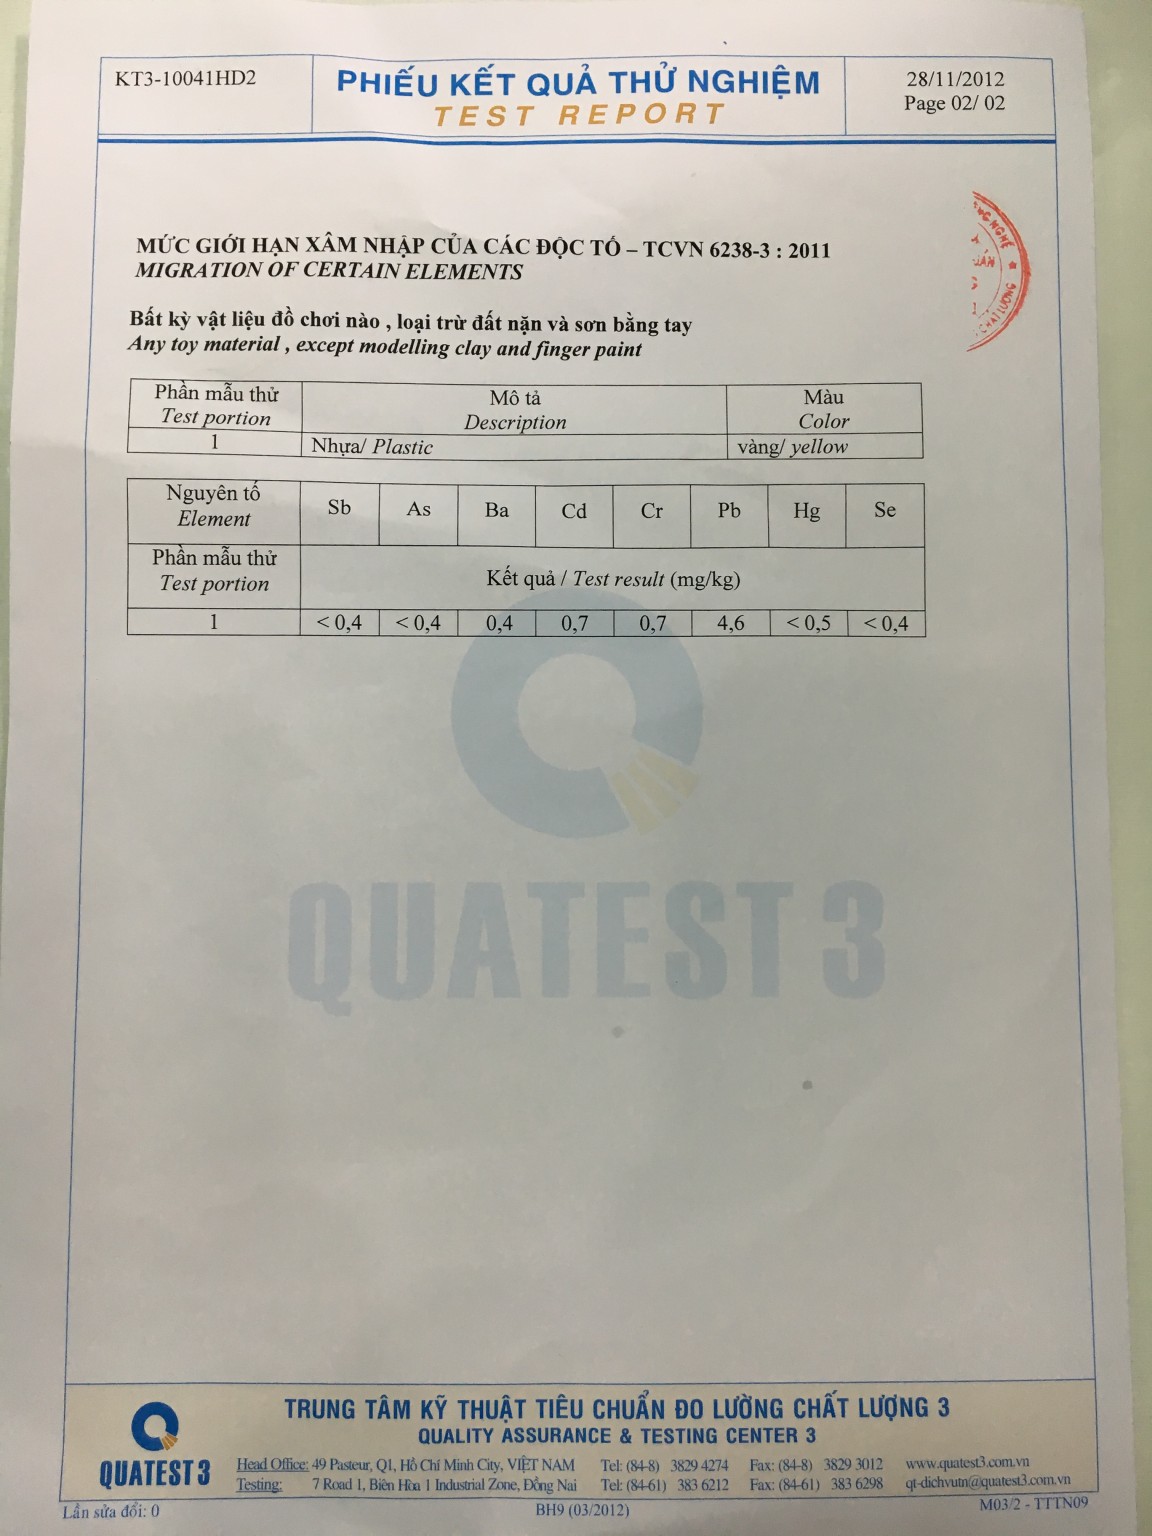 KT3-10041HD2
PHIẾU KẾT QUẢ THỬ NGHIỆM
TEST REPORT
28/11/2012
Page 02/ 02
MỨC GIỚI HẠN XÂM NHẬP CỦA CÁC ĐỘC TỐ – TCVN 6238-3 : 2011
MIGRATION OF CERTAIN ELEMENTS
Bất kỳ vật liệu đồ chơi nào , loại trừ đất nặn và sơn bằng tay
Any toy material , except modelling clay and finger paint
Phần mẫu thử Mô tả Màu
Test portion Description Color
1 Nhựa/ Plastic vàng/ yellow
Nguyên tố
Element Sb As Ba Cd Cr Pb Hg Se
Phần mẫu thử
Test portion Kết quả / Test result (mg/kg)
1 < 0,4 < 0,4 0,4 0,7 0,7 4,6 < 0,5 < 0,4
QUATEST 3
TRUNG TÂM KỸ THUẬT TIÊU CHUẨN ĐO LƯỜNG CHẤT LƯỢNG 3
QUALITY ASSURANCE & TESTING CENTER 3
QUATEST 3
Head Office: 49 Pasteur, Q1, Hồ Chí Minh City, VIỆT NAM Tel: (84-8) 3829 4274 Fax: (84-8) 3829 3012 www.quatest3.com.vn
Testing: 7 Road 1, Biên Hòa 1 Industrial Zone, Đồng Nai Tel: (84-61) 383 6212 Fax: (84-61) 383 6298 qt-dichvutn@quatest3.com.vn
Lần sửa đổi: 0 BH9 (03/2012) M03/2 - TTTN09